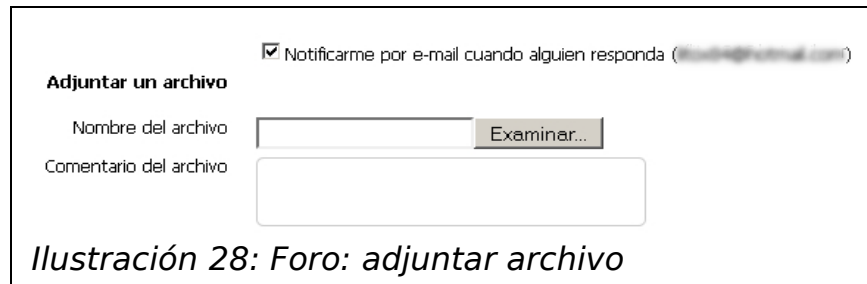 Notificarme por e-mail cuando alguien responda ( )
Adjuntar un archivo
Nombre del archivo
Examinar...
Comentario del archivo
Ilustración 28: Foro: adjuntar archivo